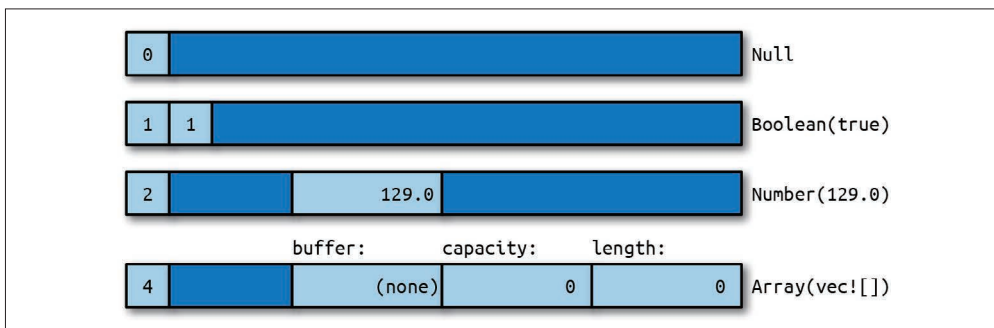 0 Null
1 1 Boolean(true)
2 129.0 Number(129.0)
buffer: capacity: length:
4 (none) 0 0 Array(vec![])